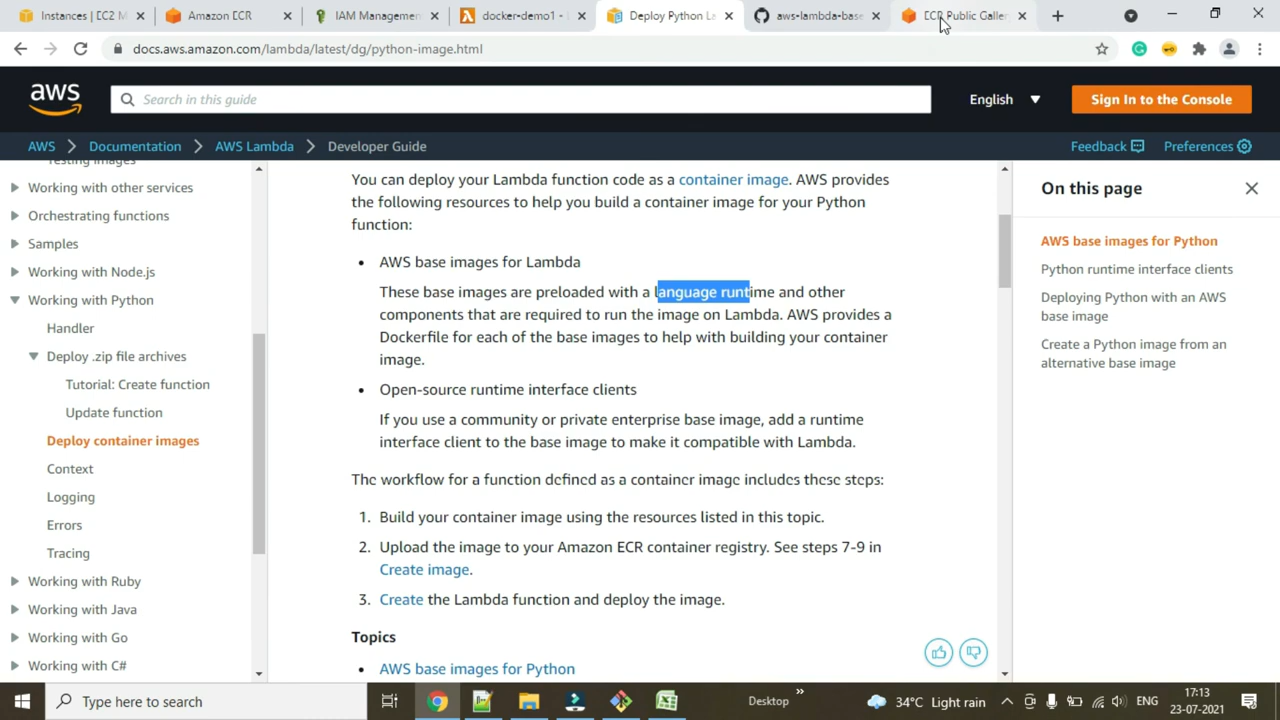 Instances | EC2 M
Amazon ECR
IAM Managemen
docker-demo1 -
Deploy Python La
aws-lambda-base
ECR Public Galler
docs.aws.amazon.com/lambda/latest/dg/python-image.html
aws
Search in this guide
English
Sign In to the Console
AWS > Documentation > AWS Lambda > Developer Guide
Feedback
Preferences
Testing images
Working with other services
Orchestrating functions
Samples
Working with Node.js
Working with Python
Handler
Deploy .zip file archives
Tutorial: Create function
Update function
Deploy container images
Context
Logging
Errors
Tracing
Working with Ruby
Working with Java
Working with Go
Working with C#
You can deploy your Lambda function code as a container image. AWS provides
the following resources to help you build a container image for your Python
function:
• AWS base images for Lambda
These base images are preloaded with a language runtime and other
components that are required to run the image on Lambda. AWS provides a
Dockerfile for each of the base images to help with building your container
image.
• Open-source runtime interface clients
If you use a community or private enterprise base image, add a runtime
interface client to the base image to make it compatible with Lambda.
The workflow for a function defined as a container image includes these steps:
1. Build your container image using the resources listed in this topic.
2. Upload the image to your Amazon ECR container registry. See steps 7-9 in
Create image.
3. Create the Lambda function and deploy the image.
Topics
• AWS base images for Python
On this page
AWS base images for Python
Python runtime interface clients
Deploying Python with an AWS
base image
Create a Python image from an
alternative base image
Type here to search
Desktop
34°C Light rain
ENG
17:13
23-07-2021